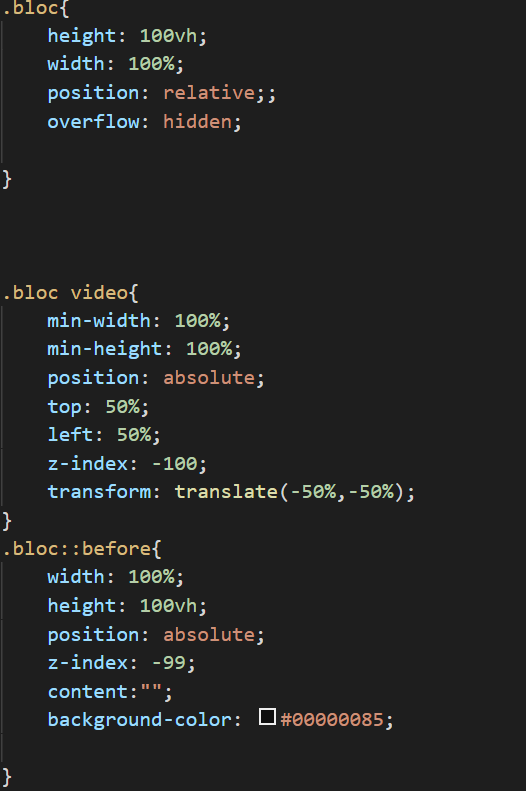 .bloc{
height: 100vh;
width: 100%;
position: relative;;
overflow: hidden;
}
.bloc video{
min-width: 100%;
min-height: 100%;
position: absolute;
top: 50%;
left: 50%;
z-index: -100;
transform: translate(-50%,-50%);
}
.bloc::before{
width: 100%;
height: 100vh;
position: absolute;
z-index: -99;
content:"";
background-color: #00000085;
}